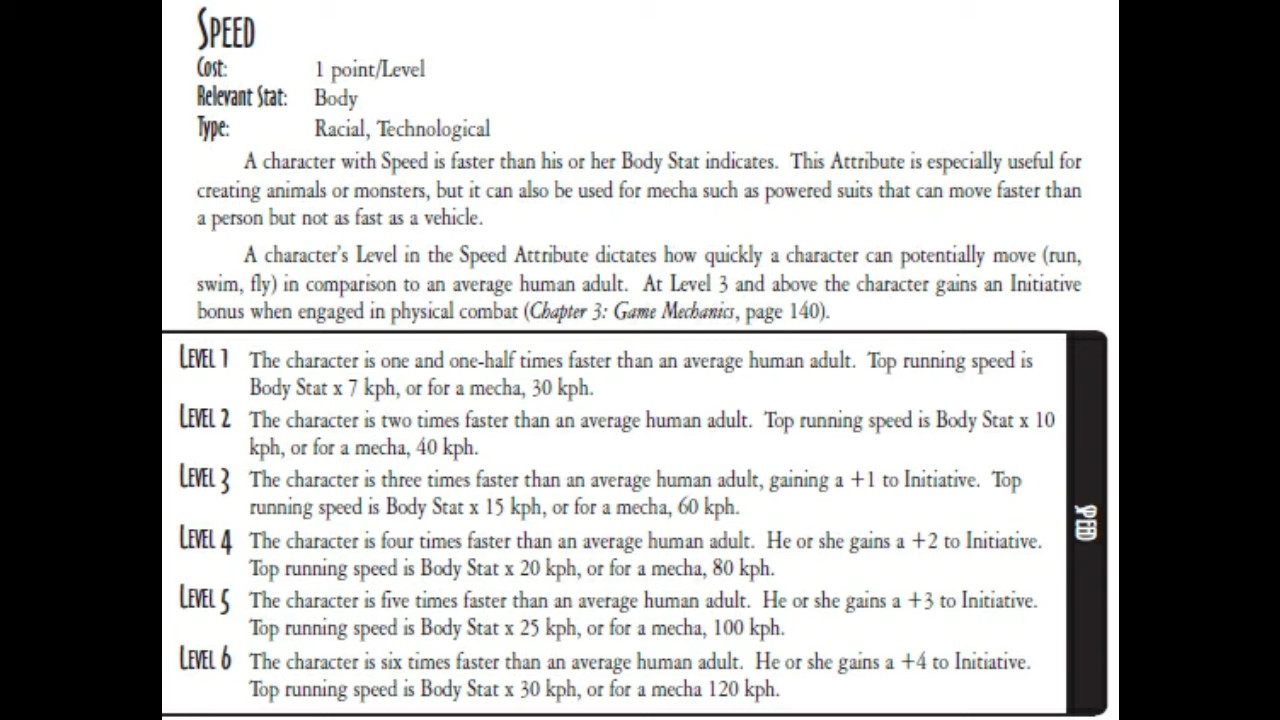 SPEED
Cost: 1 point/Level
Relevant Stat: Body
Type: Racial, Technological
A character with Speed is faster than his or her Body Stat indicates. This Attribute is especially useful for
creating animals or monsters, but it can also be used for mecha such as powered suits that can move faster than
a person but not as fast as a vehicle.
A character's Level in the Speed Attribute dictates how quickly a character can potentially move (run,
swim, fly) in comparison to an average human adult. At Level 3 and above the character gains an Initiative
bonus when engaged in physical combat (Chapter 3: Game Mechanics, page 140).
LEVEL 1 The character is one and one-half times faster than an average human adult. Top running speed is
Body Stat x 7 kph, or for a mecha, 30 kph.
LEVEL 2 The character is two times faster than an average human adult. Top running speed is Body Stat x 10
kph, or for a mecha, 40 kph.
LEVEL 3 The character is three times faster than an average human adult, gaining a +1 to Initiative. Top
running speed is Body Stat x 15 kph, or for a mecha, 60 kph.
LEVEL 4 The character is four times faster than an average human adult. He or she gains a +2 to Initiative.
Top running speed is Body Stat x 20 kph, or for a mecha, 80 kph.
LEVEL 5 The character is five times faster than an average human adult. He or she gains a +3 to Initiative.
Top running speed is Body Stat x 25 kph, or for a mecha, 100 kph.
LEVEL 6 The character is six times faster than an average human adult. He or she gains a +4 to Initiative.
Top running speed is Body Stat x 30 kph, or for a mecha 120 kph.
SPEED